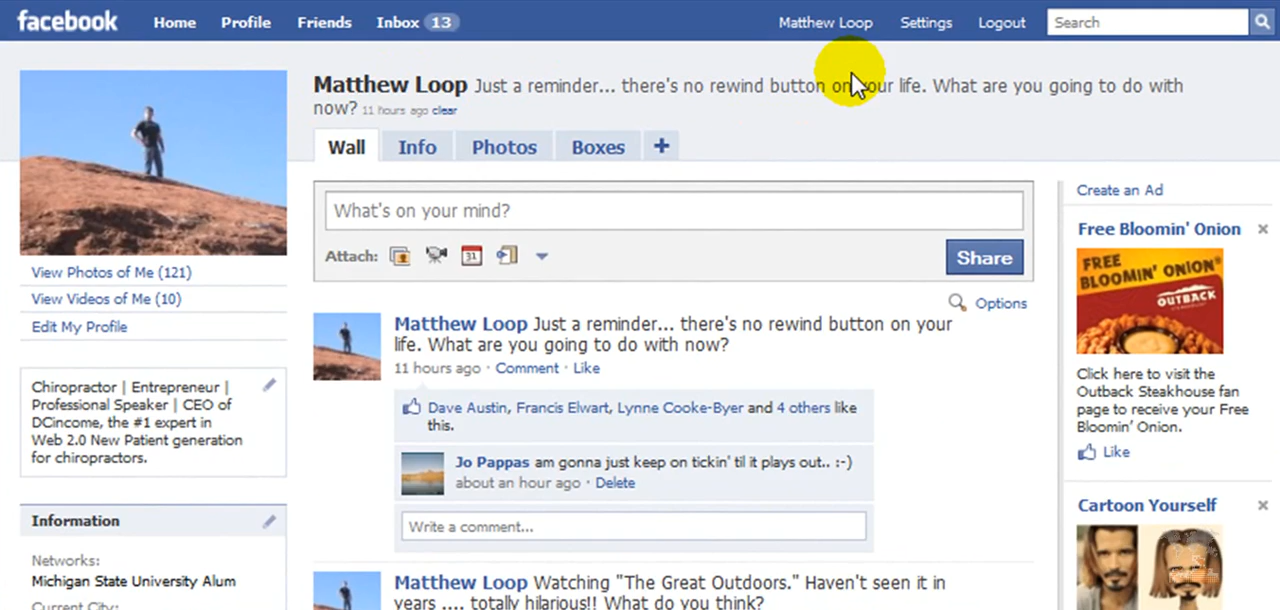 facebook Home Profile Friends Inbox 13 Matthew Loop Settings Logout Search
Matthew Loop Just a reminder... there's no rewind button on your life. What are you going to do with
now? 11 hours ago clear
Wall Info Photos Boxes +
What's on your mind?
Attach: 31 Share
Options
View Photos of Me (121)
View Videos of Me (10)
Edit My Profile
Chiropractor | Entrepreneur |
Professional Speaker | CEO of
DCincome, the #1 expert in
Web 2.0 New Patient generation
for chiropractors.
Information
Networks:
Michigan State University Alum
Current City:
Matthew Loop Just a reminder... there's no rewind button on your
life. What are you going to do with now?
11 hours ago · Comment · Like
Dave Austin, Francis Elwart, Lynne Cooke-Byer and 4 others like
this.
Jo Pappas am gonna just keep on tickin' til it plays out.. :-)
about an hour ago · Delete
Write a comment...
Matthew Loop Watching "The Great Outdoors." Haven't seen it in
years .... totally hilarious!! What do you think?
Create an Ad
Free Bloomin' Onion
FREE
BLOOMIN' ONION®
OUTBACK
STEAKHOUSE
Click here to visit the
Outback Steakhouse fan
page to receive your Free
Bloomin' Onion.
Like
Cartoon Yourself